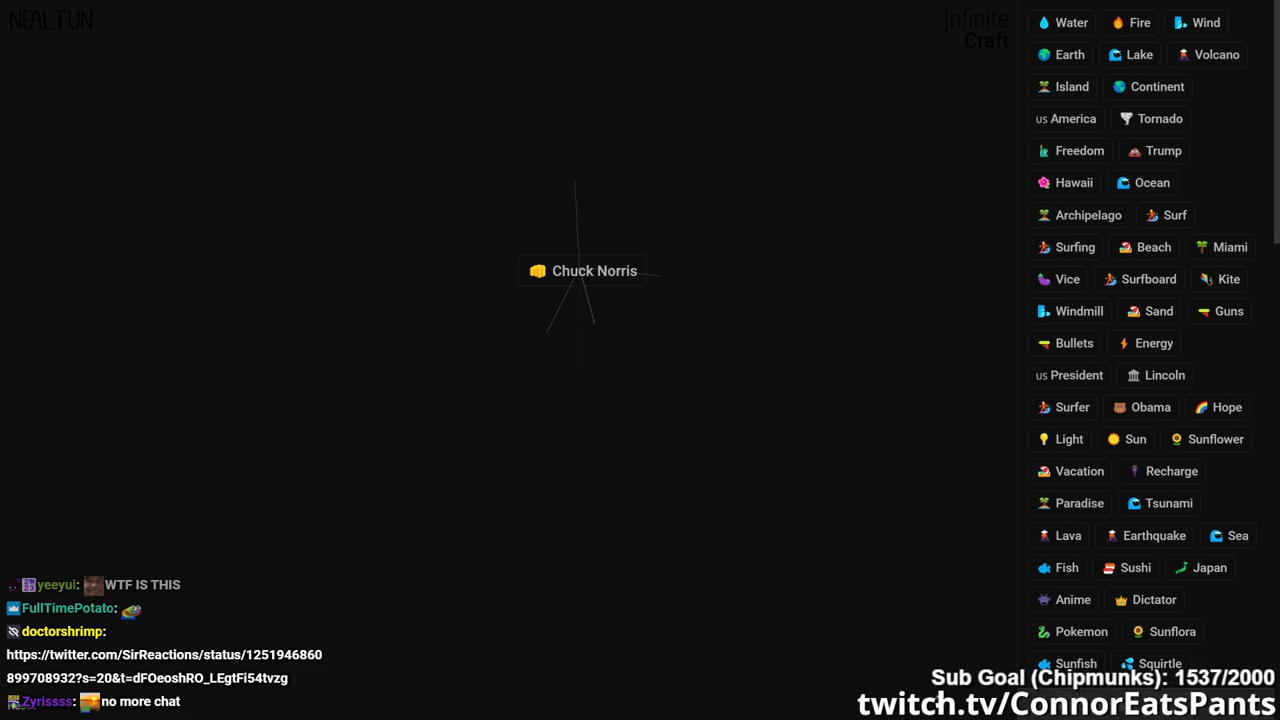 NEAL.FUN
Infinite
Craft
Water Fire Wind
Earth Lake Volcano
Island Continent
US America Tornado
Freedom Trump
Hawaii Ocean
Archipelago Surf
Surfing Beach Miami
Chuck Norris
Vice Surfboard Kite
Windmill Sand Guns
Bullets Energy
US President Lincoln
Surfer Obama Hope
Light Sun Sunflower
Vacation Recharge
Paradise Tsunami
Lava Earthquake Sea
Fish Sushi Japan
Anime Dictator
Pokemon Sunflora
Sunfish Squirtle
yeeyui: WTF IS THIS
FullTimePotato:
doctorshrimp:
https://twitter.com/SirReactions/status/1251946860
899708932?s=20&t=dFOeoshRO_LEgtFi54tvzg
Zyrissss: no more chat
Sub Goal (Chipmunks): 1537/2000
twitch.tv/ConnorEatsPants